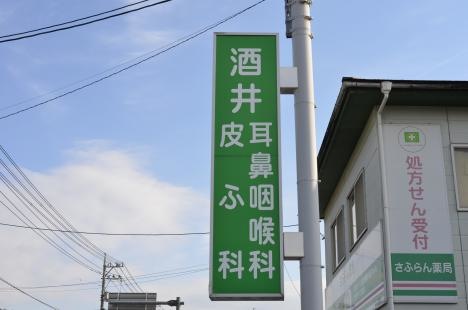 酒井
耳鼻咽喉科
皮ふ科
処方せん受付
さふらん薬局